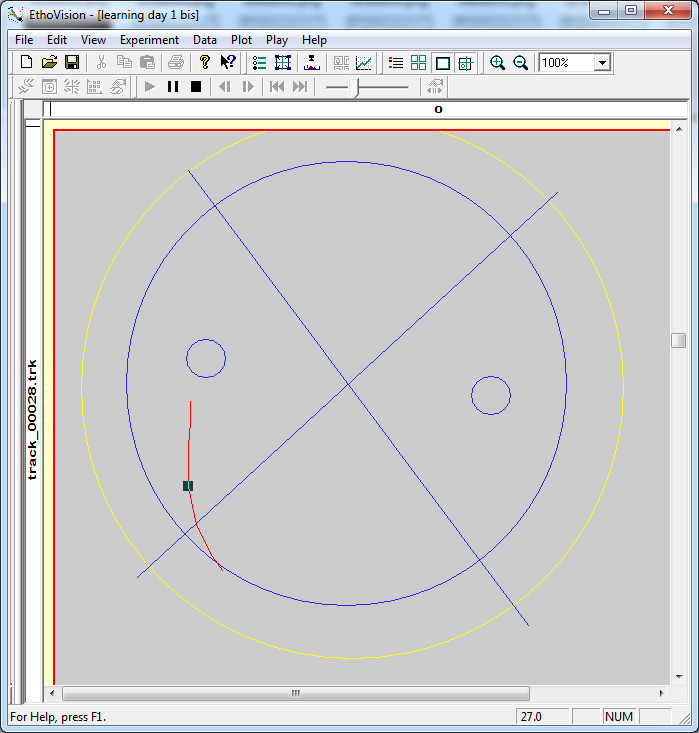 EthoVision - [learning day 1 bis]
File Edit View Experiment Data Plot Play Help
100%
0
track_00028.trk
For Help, press F1.
27.0
NUM